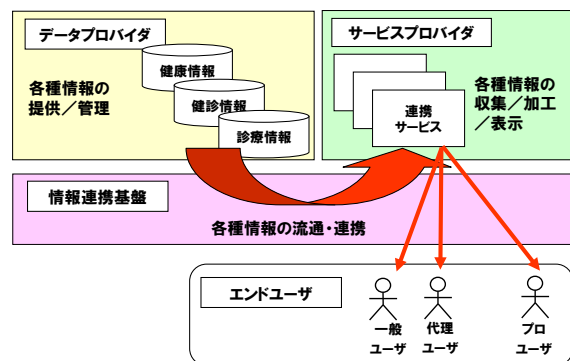 データプロバイダ
各種情報の
提供／管理
健康情報
健診情報
診療情報
サービスプロバイダ
各種情報の
収集／加工
／表示
連携
サービス
情報連携基盤
各種情報の流通・連携
エンドユーザ
一般
ユーザ
代理
ユーザ
プロ
ユーザ